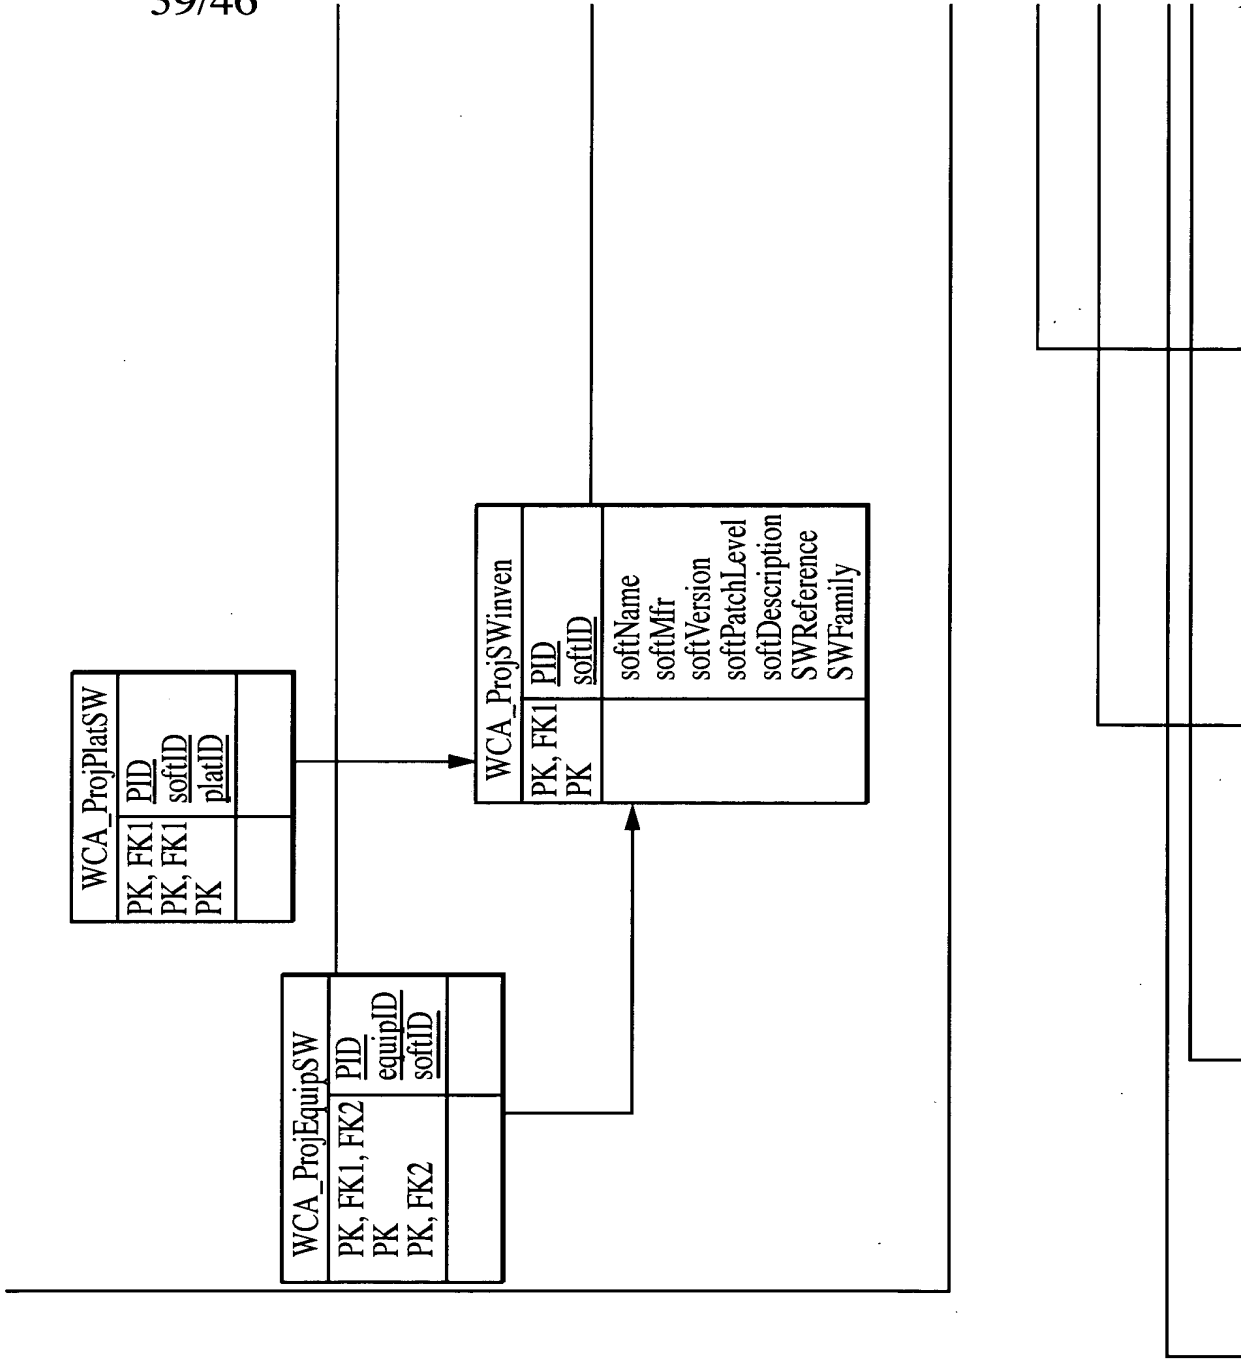 39/46
WCA_ProjPlatSW
PK, FK1 PID
PK, FK1 softID
PK platID
WCA_ProjEquipSW
PK, FK1, FK2 PID
PK equipID
PK, FK2 softID
WCA_ProjSWinven
PK, FK1 PID
PK softID
softName
softMfr
softVersion
softPatchLevel
softDescription
SWReference
SWFamily